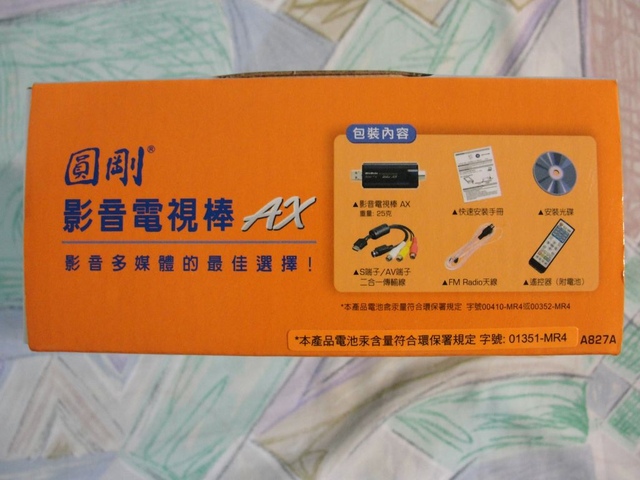 圓剛®
影音電視棒 AX
影音多媒體的最佳選擇！
包裝內容
▲影音電視棒 AX
重量: 25克
▲快速安裝手冊
▲安裝光碟
▲S端子/AV端子
二合一傳輸線
▲FM Radio天線
▲遙控器（附電池）
*本產品電池汞含量符合環保署規定 字號00410-MR4或00352-MR4
*本產品電池汞含量符合環保署規定 字號: 01351-MR4
A827A